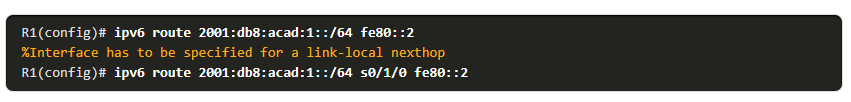 R1(config)# ipv6 route 2001:db8:acad:1::/64 fe80::2
%Interface has to be specified for a link-local nexthop
R1(config)# ipv6 route 2001:db8:acad:1::/64 s0/1/0 fe80::2